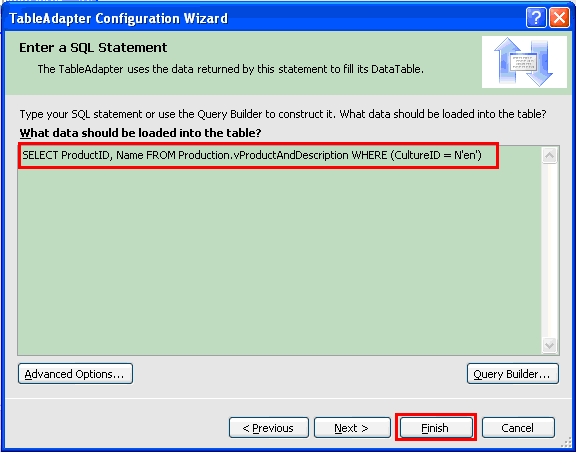 TableAdapter Configuration Wizard
Enter a SQL Statement
The TableAdapter uses the data returned by this statement to fill its DataTable.
Type your SQL statement or use the Query Builder to construct it. What data should be loaded into the table?
What data should be loaded into the table?
SELECT ProductID, Name FROM Production.vProductAndDescription WHERE (CultureID = N'en')
Advanced Options... Query Builder...
< Previous Next > Finish Cancel